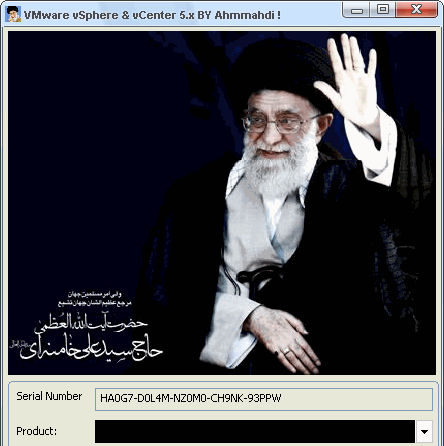 VMware vSphere & vCenter 5.x BY Ahmmahdi !
ولی امر مسلمین جهان
مرجع عظیم الشان جهان تشیع
حضرت آیت الله العظمی
حاج سید علی خامنه ای
Serial Number
HA0G7-D0L4M-NZ0M0-CH9NK-93PPW
Product: